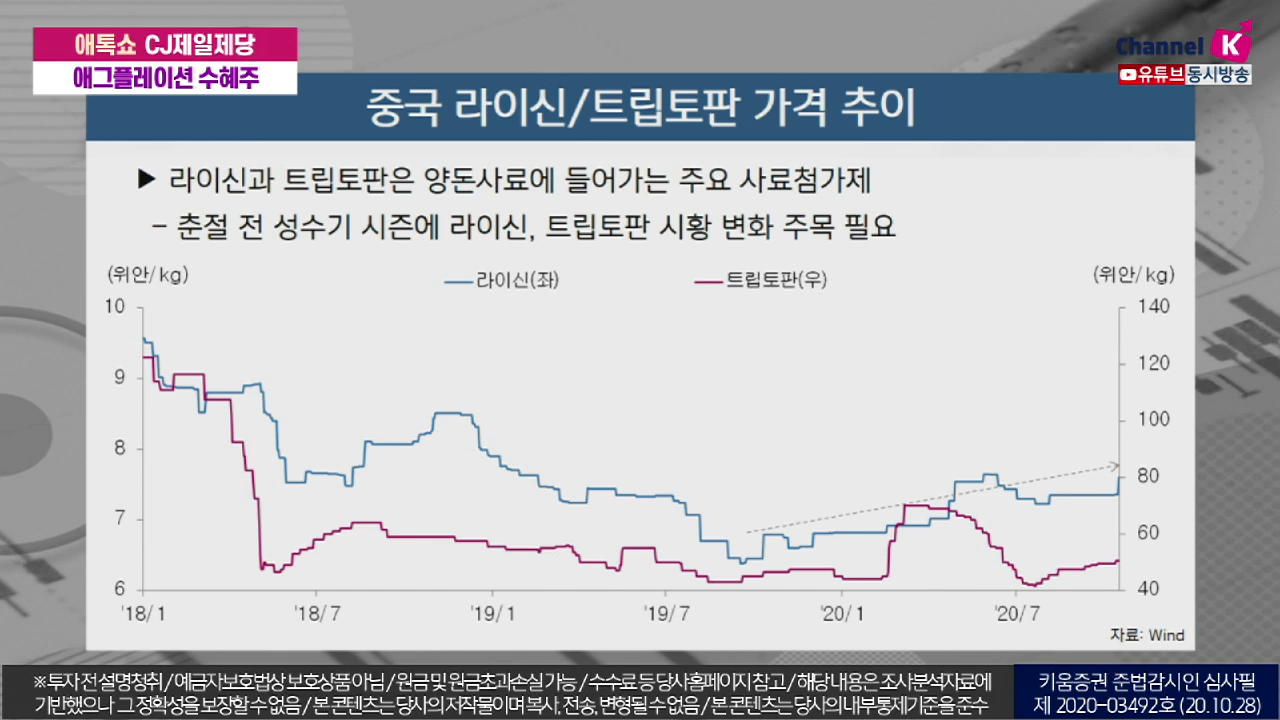 애톡쇼 CJ제일제당
애그플레이션 수혜주
Channel K
유튜브동시방송
중국 라이신/트립토판 가격 추이
▶ 라이신과 트립토판은 양돈사료에 들어가는 주요 사료첨가제
– 춘절 전 성수기 시즌에 라이신, 트립토판 시황 변화 주목 필요
(위안/kg) 라이신(좌) 트립토판(우) (위안/kg)
10 140
120
9
100
8
80
7
60
6 40
'18/1 '18/7 '19/1 '19/7 '20/1 '20/7
자료: Wind
※ 투자 전 설명청취 / 예금자보호법상 보호상품 아님 / 원금 및 원금초과손실 가능 / 수수료 등 당사홈페이지 참고 / 해당 내용은 조사분석자료에
기반했으나 그 정확성을 보장할 수 없음 / 본 콘텐츠는 당사의 저작물이며 복사, 전송, 변형될 수 없음 / 본 콘텐츠는 당사의 내부통제기준을 준수
키움증권 준법감시인 심사필
제 2020-03492호 (20.10.28)